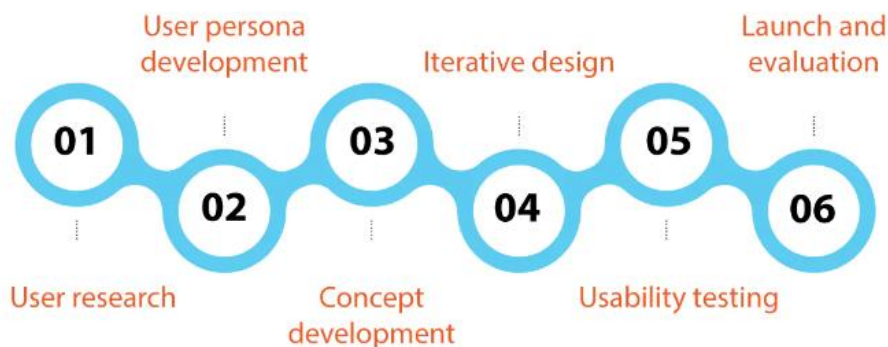 01
User research
02
User persona
development
03
Concept
development
04
Iterative design
05
Usability testing
06
Launch and
evaluation